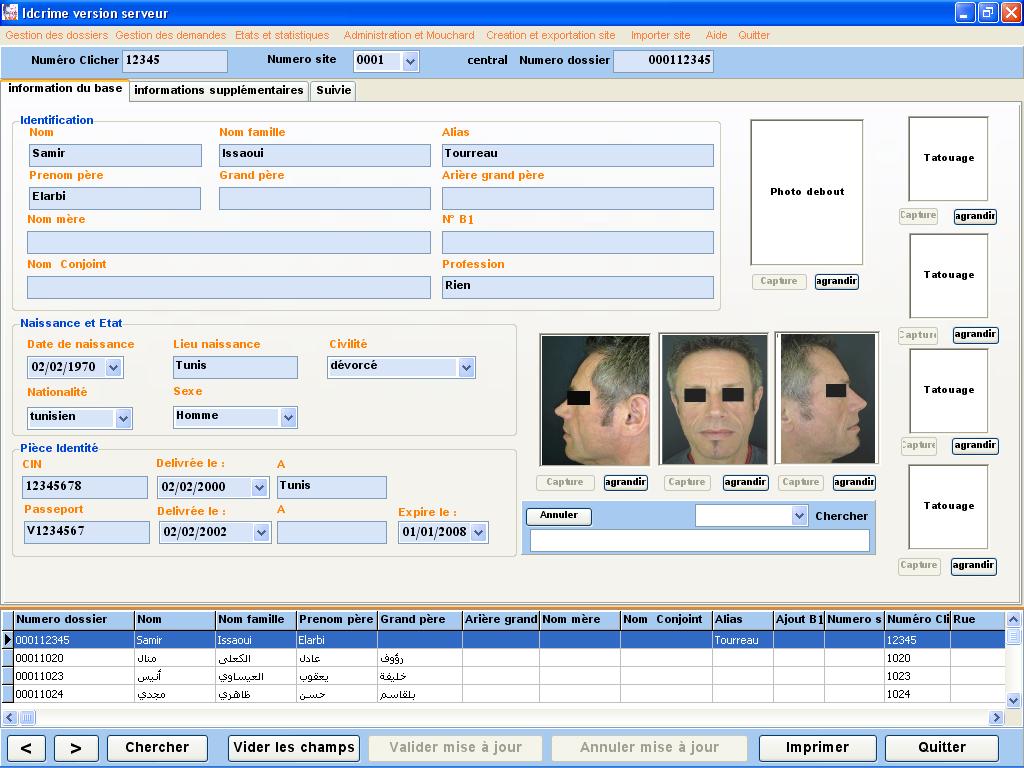 Idcrime version serveur
Gestion des dossiers Gestion des demandes Etats et statistiques Administration et Mouchard Creation et exportation site Importer site Aide Quitter
Numéro Clicher 12345 Numero site 0001 central Numero dossier 000112345
information du base informations supplémentaires Suivie
Identification
Nom Nom famille Alias
Samir Issaoui Tourreau
Prenom père Grand père Arière grand père
Elarbi
Nom mère N° B1
Nom Conjoint Profession
Rien
Photo debout
Capture agrandir
Tatouage
Capture agrandir
Tatouage
Capture agrandir
Tatouage
Capture agrandir
Tatouage
Capture agrandir
Naissance et Etat
Date de naissance Lieu naissance Civilité
02/02/1970 Tunis dévorcé
Nationalité Sexe
tunisien Homme
Pièce Identité
CIN Delivrée le : A
12345678 02/02/2000 Tunis
Passeport Delivrée le : A Expire le :
V1234567 02/02/2002 01/01/2008
Capture agrandir Capture agrandir Capture agrandir
Annuler Chercher
Numero dossier Nom Nom famille Prenom père Grand père Arière grand Nom mère Nom Conjoint Alias Ajout B1 Numero s Numéro Cli Rue
000112345 Samir Issaoui Elarbi Tourreau 12345
00011020 منال الكعلى عادل رؤوف 1020
00011023 أنيس العيساوي يعقوب خليفة 1023
00011024 مجدي طاهري حسن بلقاسم 1024
< > Chercher Vider les champs Valider mise à jour Annuler mise à jour Imprimer Quitter